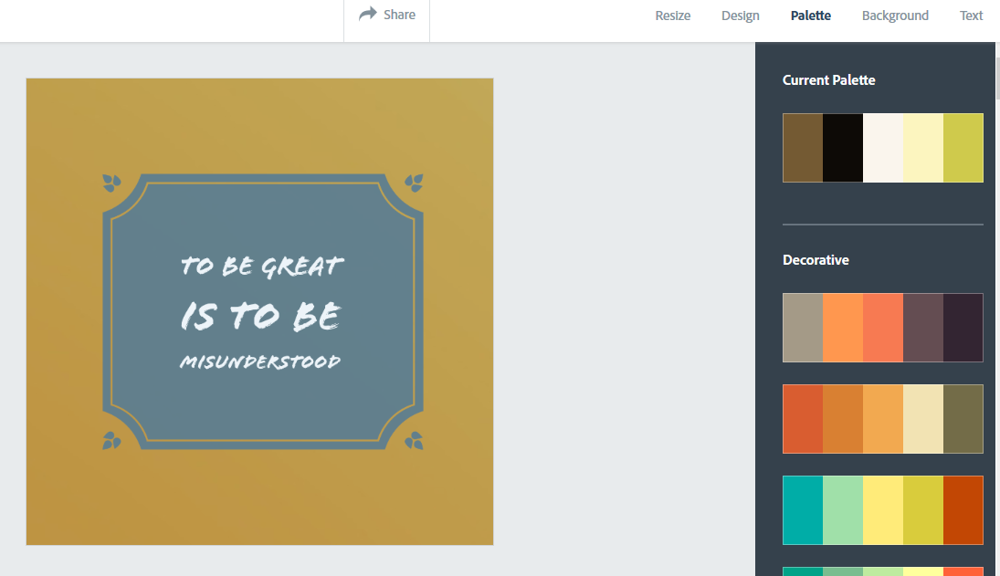 Share
Resize Design Palette Background Text
Current Palette
Decorative
TO BE GREAT
IS TO BE
MISUNDERSTOOD